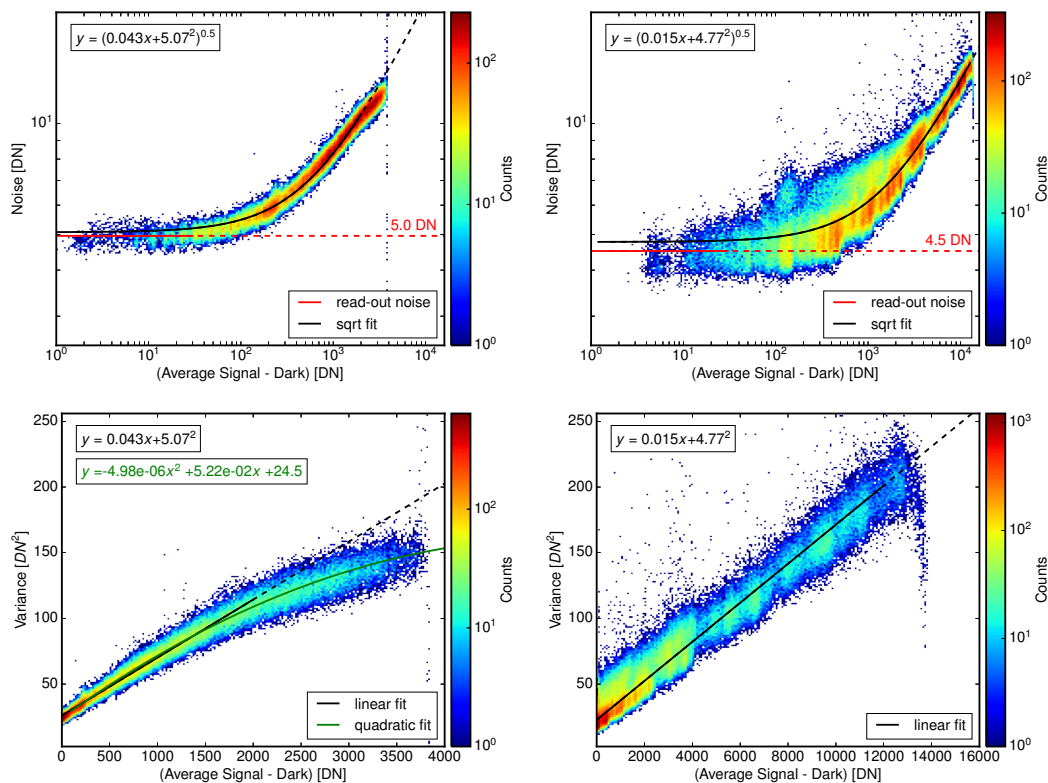 y = (0.043x+5.07²)^0.5
5.0 DN
read-out noise
sqrt fit
Noise [DN]
10¹
10⁰ 10¹ 10² 10³ 10⁴
(Average Signal - Dark) [DN]
10²
10¹
10⁰
Counts
y = (0.015x+4.77²)^0.5
4.5 DN
read-out noise
sqrt fit
Noise [DN]
10¹
10⁰ 10¹ 10² 10³ 10⁴
(Average Signal - Dark) [DN]
10²
10¹
10⁰
Counts
y = 0.043x+5.07²
y =-4.98e-06x² +5.22e-02x +24.5
linear fit
quadratic fit
Variance [DN²]
250
200
150
100
50
0 500 1000 1500 2000 2500 3000 3500 4000
(Average Signal - Dark) [DN]
10²
10¹
10⁰
Counts
y = 0.015x+4.77²
linear fit
Variance [DN²]
250
200
150
100
50
0 2000 4000 6000 8000 10000 12000 14000 16000
(Average Signal - Dark) [DN]
10³
10²
10¹
10⁰
Counts